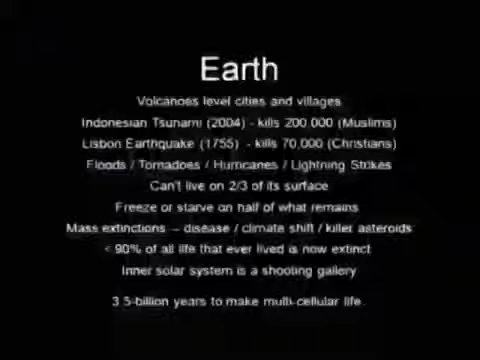 Earth
Volcanoes level cities and villages
Indonesian Tsunami (2004) - kills 200,000 (Muslims)
Lisbon Earthquake (1755) - kills 70,000 (Christians)
Floods / Tornadoes / Hurricanes / Lightning Strikes
Can't live on 2/3 of its surface
Freeze or starve on half of what remains
Mass extinctions – disease / climate shift / killer asteroids
< 90% of all life that ever lived is now extinct
Inner solar system is a shooting gallery
3.5-billion years to make multi-cellular life.